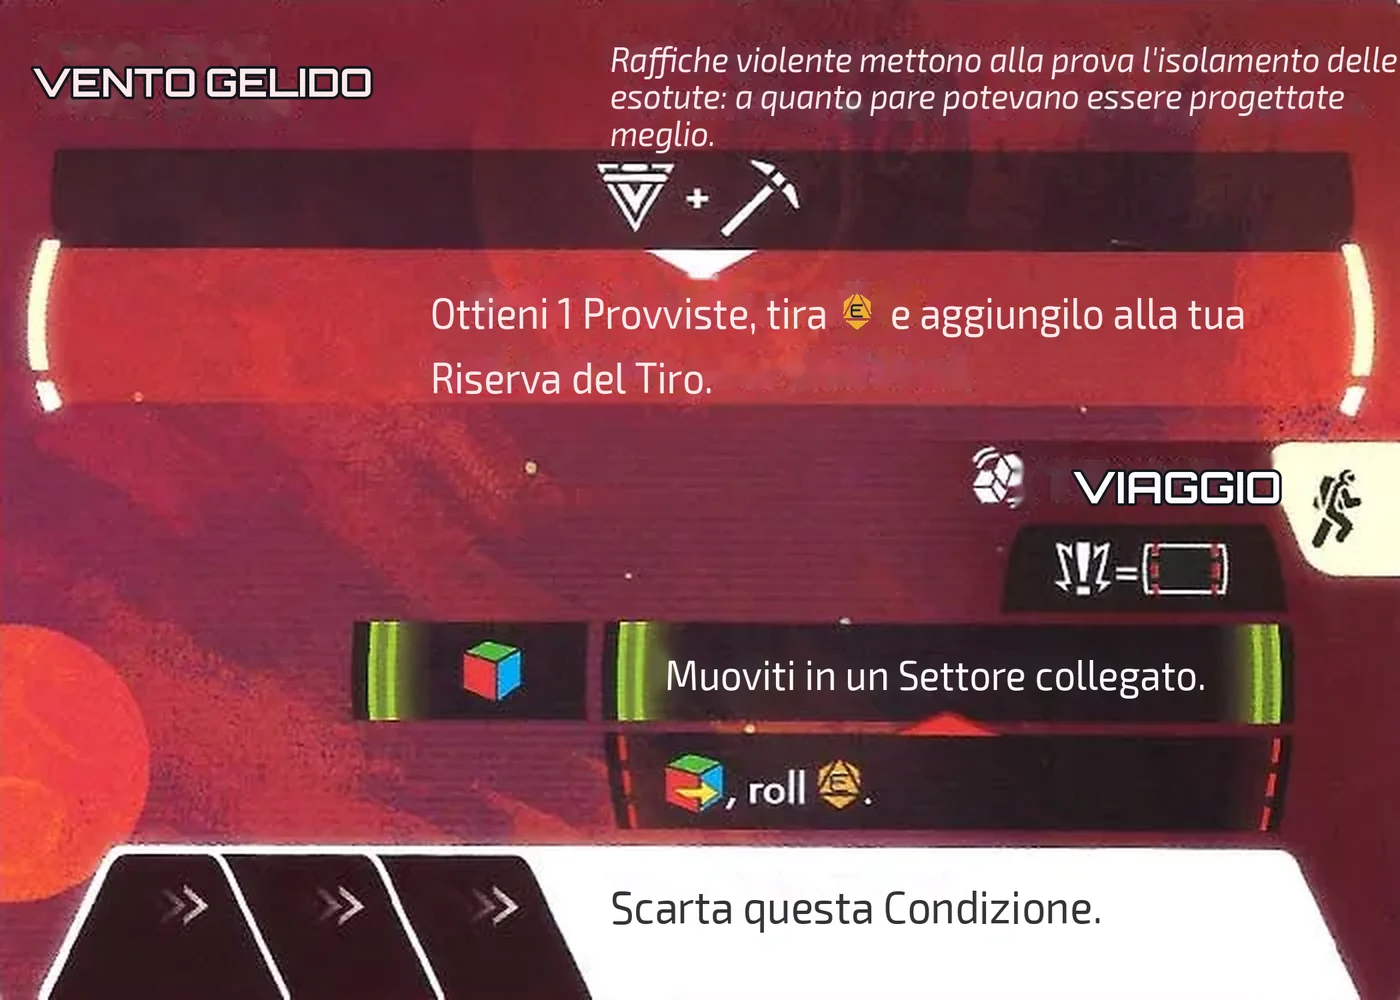 VENTO GELIDO
Raffiche violente mettono alla prova l'isolamento delle
esotute: a quanto pare potevano essere progettate
meglio.
+
Ottieni 1 Provviste, tira E e aggiungilo alla tua
Riserva del Tiro.
VIAGGIO
! =
Muoviti in un Settore collegato.
, roll E.
Scarta questa Condizione.